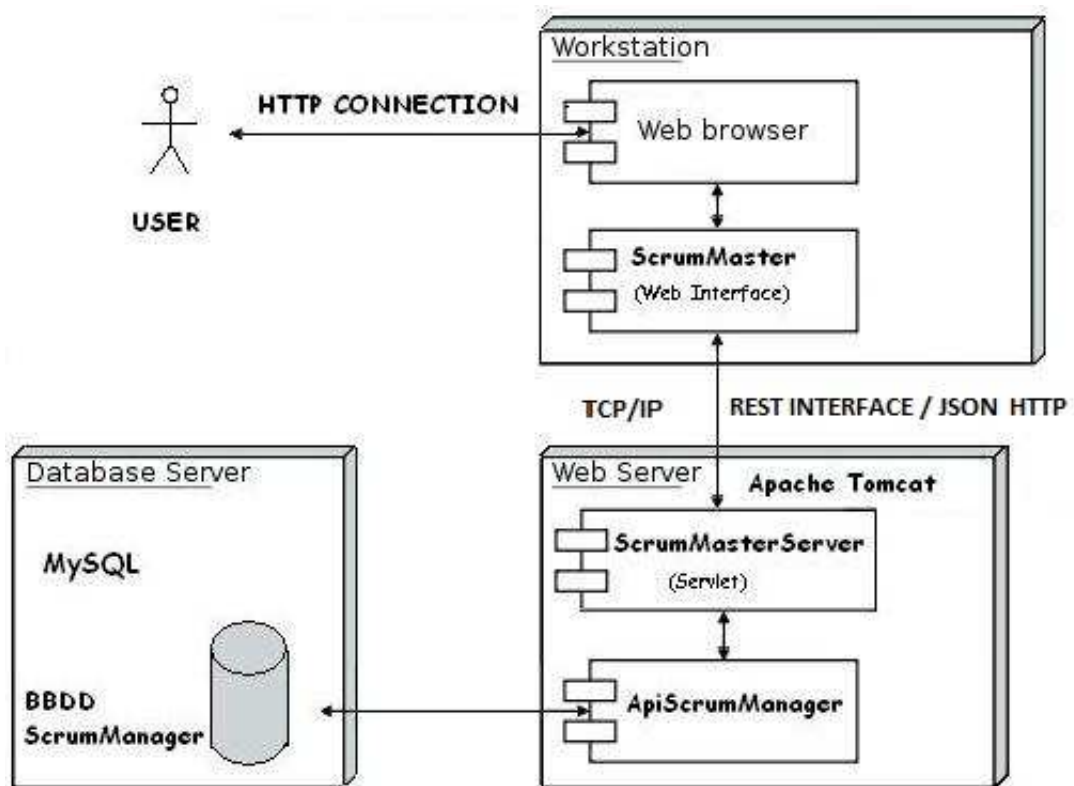 Workstation
HTTP CONNECTION
Web browser
USER
ScrumMaster
(Web Interface)
TCP/IP
REST INTERFACE / JSON HTTP
Database Server
MySQL
BBDD
ScrumManager
Web Server
Apache Tomcat
ScrumMasterServer
(Servlet)
ApiScrumManager